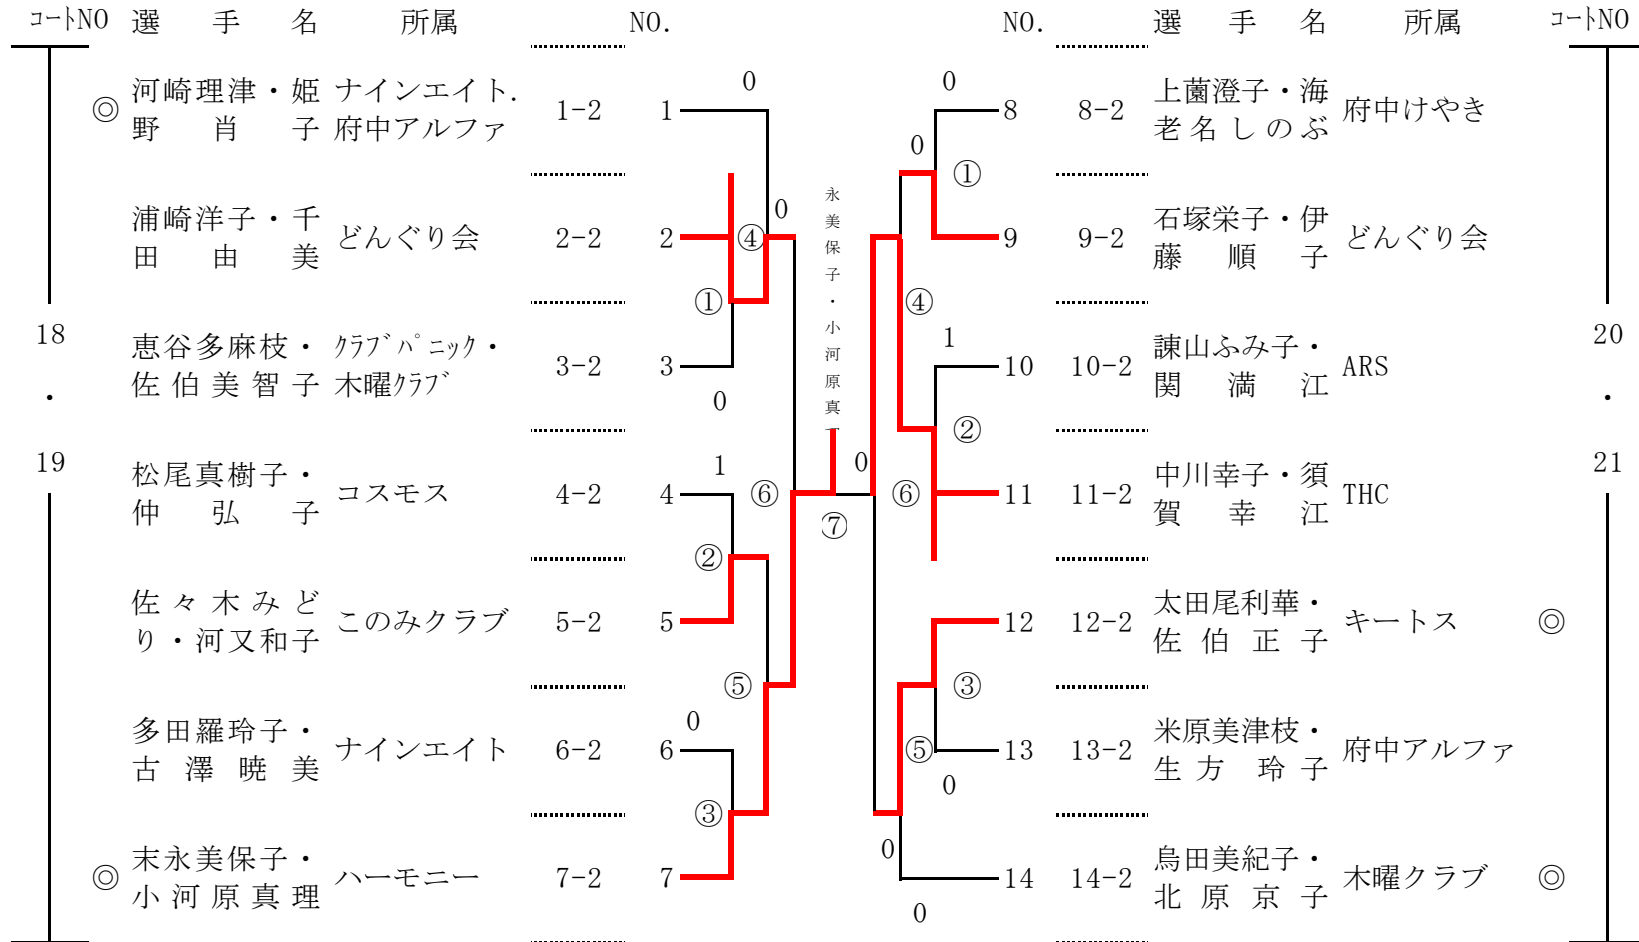 コートNO 選手名 所属 NO.
NO. 選手名 所属 コートNO
18
・
19
◎ 河崎理津・姫 ナインエイト. 1-2 1
野肖子 府中アルファ
浦崎洋子・千 どんぐり会 2-2 2
田由美
恵谷多麻枝・ クラブパニック・ 3-2 3
佐伯美智子 木曜クラブ
松尾真樹子・ コスモス 4-2 4
仲弘子
佐々木みど このみクラブ 5-2 5
り・河又和子
多田羅玲子・ ナインエイト 6-2 6
古澤暁美
◎ 末永美保子・ ハーモニー 7-2 7
小河原真理
0
0
④
①
0
1
②
⑥
⑤
0
③
永美保子・小河原真
⑦
0
0
0
①
④
1
②
⑥
③
⑤
0
0
0
8 8-2 上薗澄子・海 府中けやき
老名しのぶ
9 9-2 石塚栄子・伊 どんぐり会
藤順子
10 10-2 諌山ふみ子・ ARS
関満江
11 11-2 中川幸子・須 THC
賀幸江
12 12-2 太田尾利華・ キートス ◎
佐伯正子
13 13-2 米原美津枝・ 府中アルファ
生方玲子
14 14-2 烏田美紀子・ 木曜クラブ ◎
北原京子
20
・
21